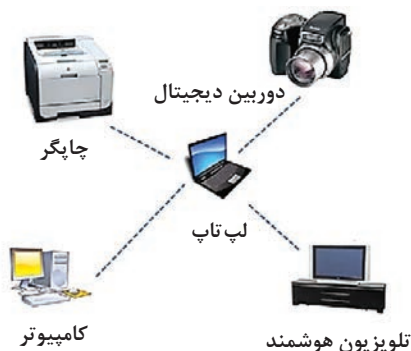 دوربین دیجیتال
چاپگر
لپ تاپ
کامپیوتر
تلویزیون هوشمند